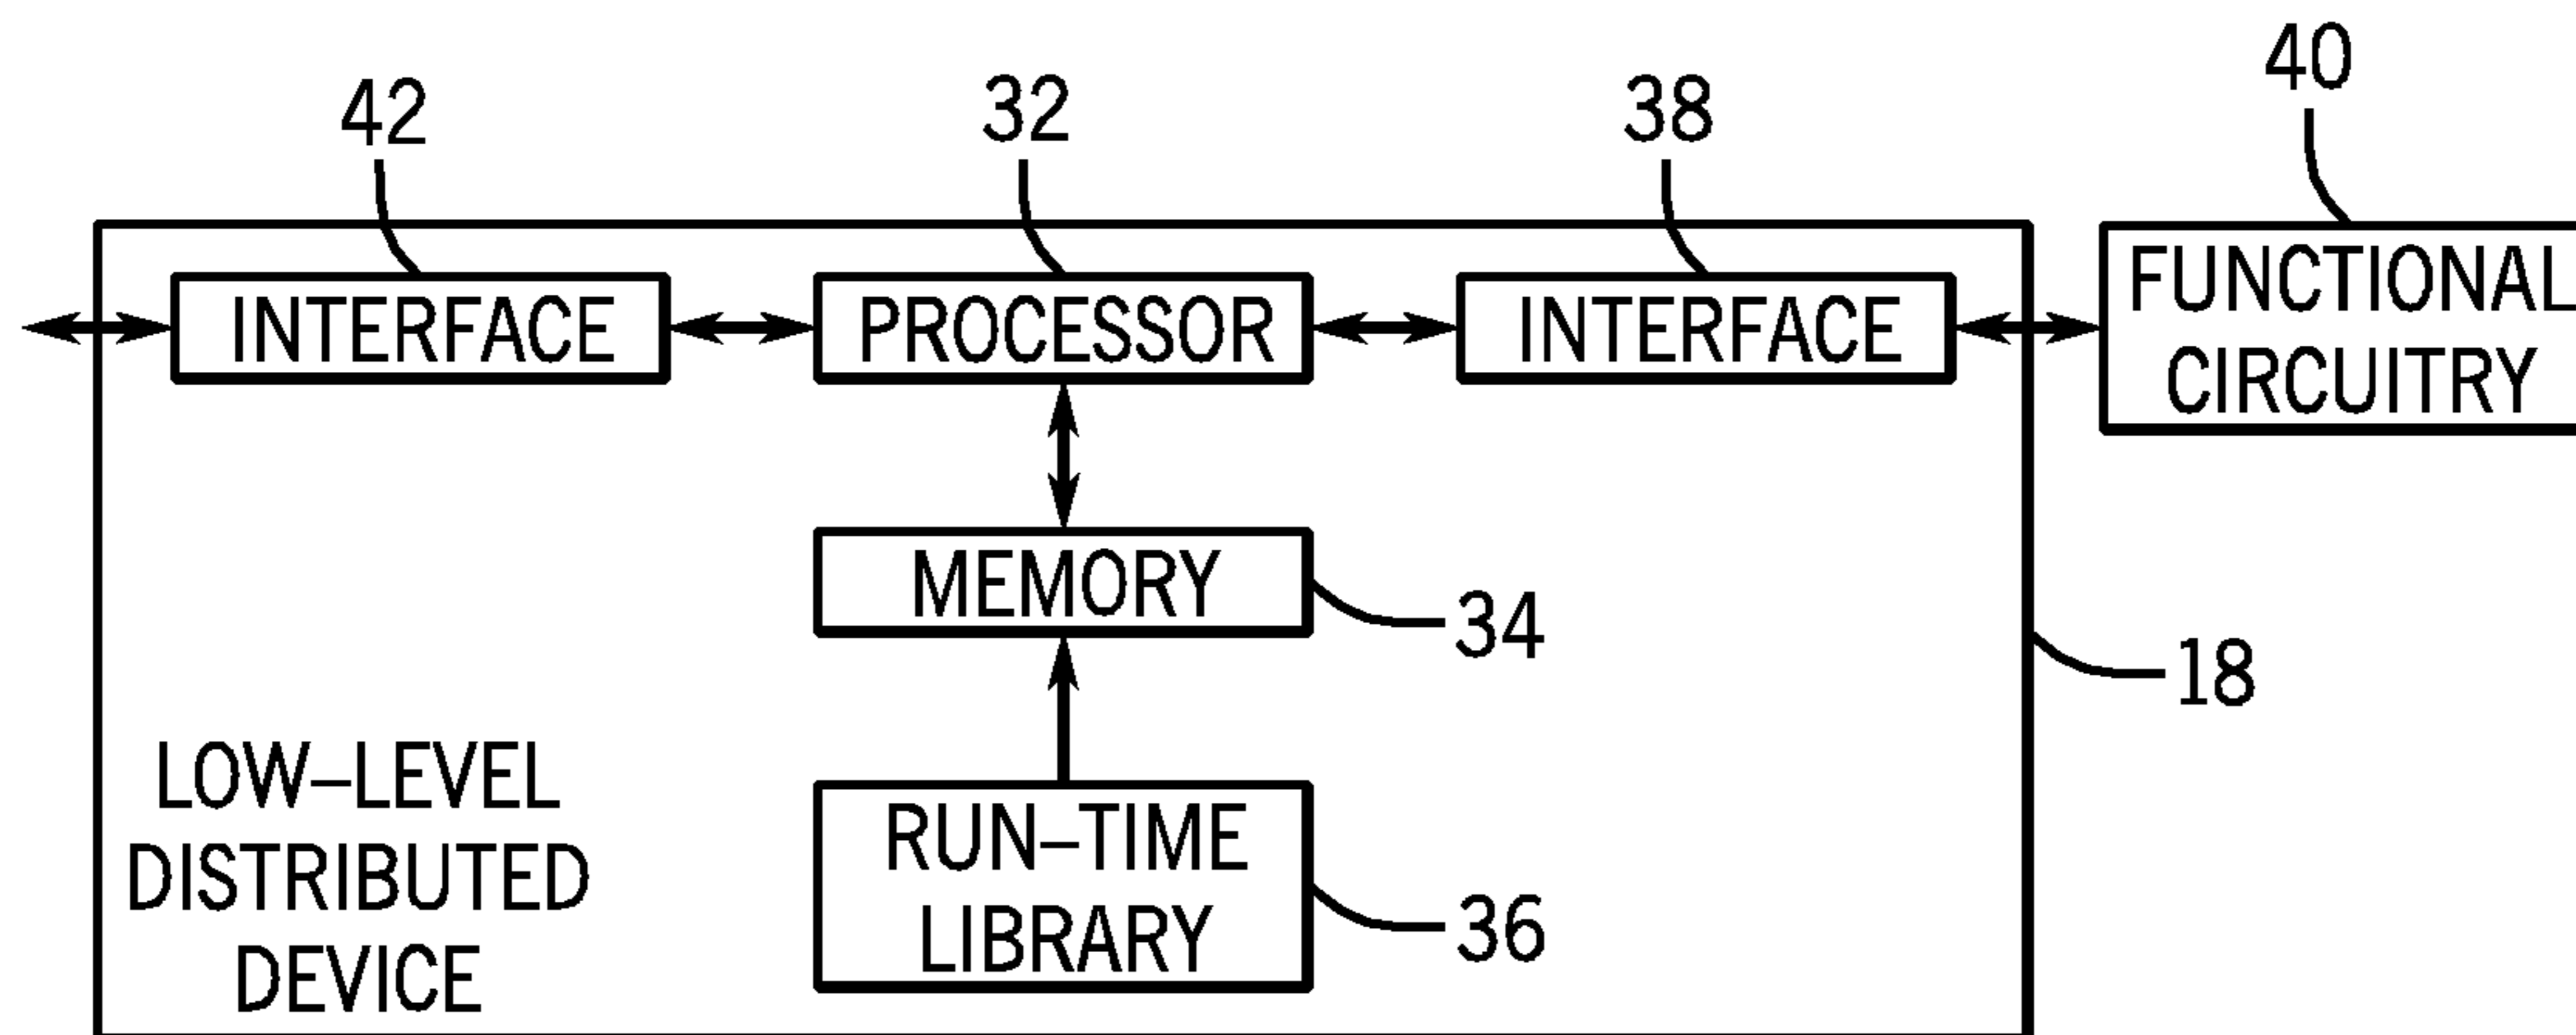 40
42
32
38
INTERFACE
PROCESSOR
INTERFACE
FUNCTIONAL
CIRCUITRY
MEMORY
34
18
LOW–LEVEL
DISTRIBUTED
DEVICE
RUN–TIME
LIBRARY
36